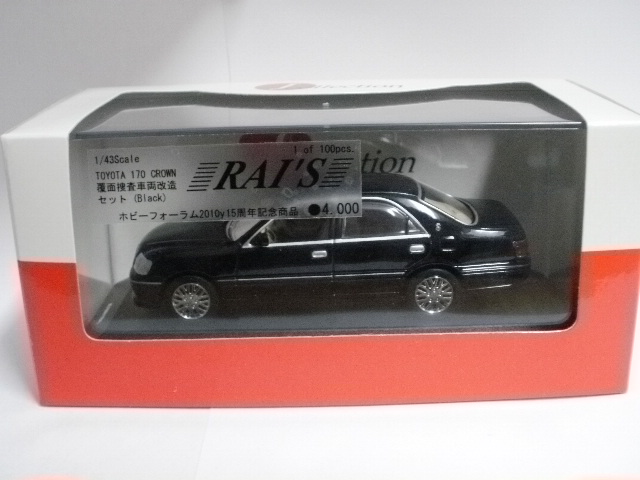 llection
1/43Scale
1 of 100pcs.
TOYOTA 170 CROWN
覆面捜査車両改造
セット (Black)
RAI'S
ction
ホビーフォーラム2010y15周年記念商品 ●4,000